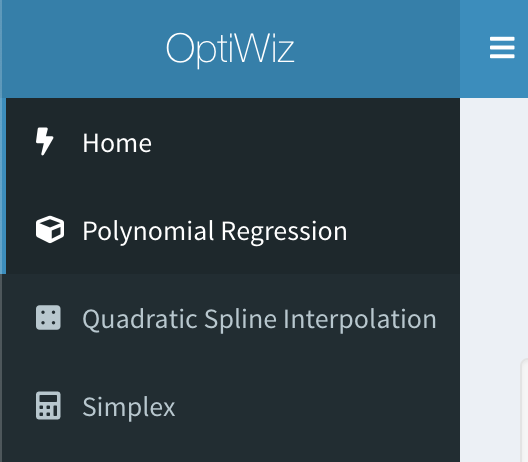 OptiWiz
Home
Polynomial Regression
Quadratic Spline Interpolation
Simplex